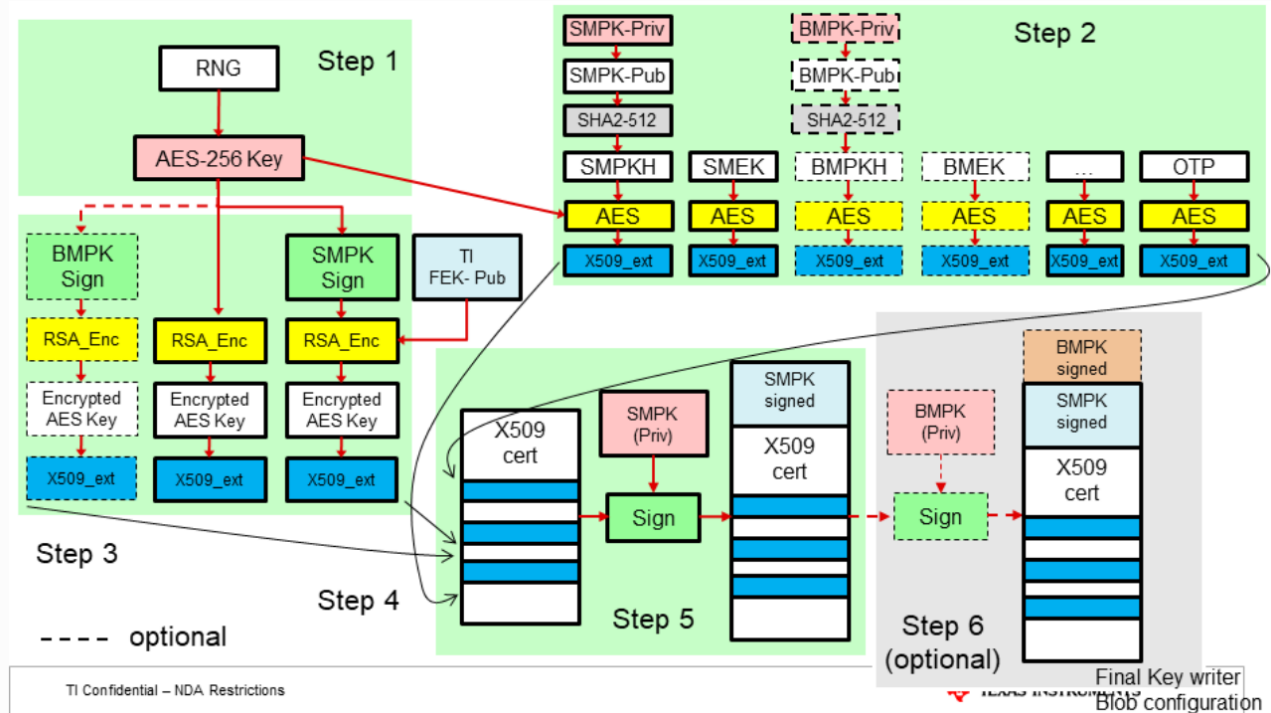 Step 1
RNG
AES-256 Key
Step 2
SMPK-Priv
BMPK-Priv
SMPK-Pub
BMPK-Pub
SHA2-512
SHA2-512
SMPKH
SMEK
BMPKH
BMEK
...
OTP
AES
AES
AES
AES
AES
AES
X509_ext
X509_ext
X509_ext
X509_ext
X509_ext
X509_ext
BMPK
Sign
SMPK
Sign
TI
FEK- Pub
RSA_Enc
RSA_Enc
RSA_Enc
Encrypted
AES Key
Encrypted
AES Key
Encrypted
AES Key
X509_ext
X509_ext
X509_ext
Step 3
Step 4
X509
cert
SMPK
(Priv)
Sign
SMPK
signed
X509
cert
Step 5
BMPK
(Priv)
Sign
BMPK
signed
SMPK
signed
X509
cert
Step 6
(optional)
---- optional
TI Confidential – NDA Restrictions
TEXAS INSTRUMENTS
Final Key writer
Blob configuration